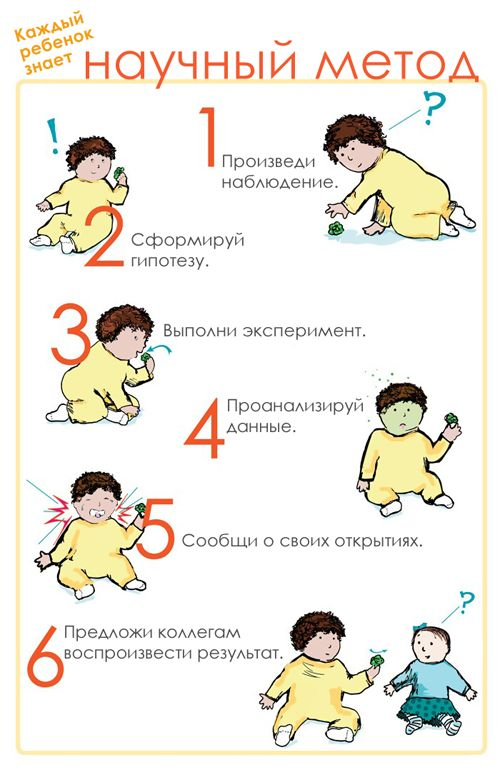 Каждый
ребенок
знает
научный метод
!
?
1
Произведи
наблюдение.
2
Сформируй
гипотезу.
3
Выполни эксперимент.
4
Проанализируй
данные.
5
Сообщи о своих открытиях.
6
Предложи коллегам
воспроизвести результат.
?